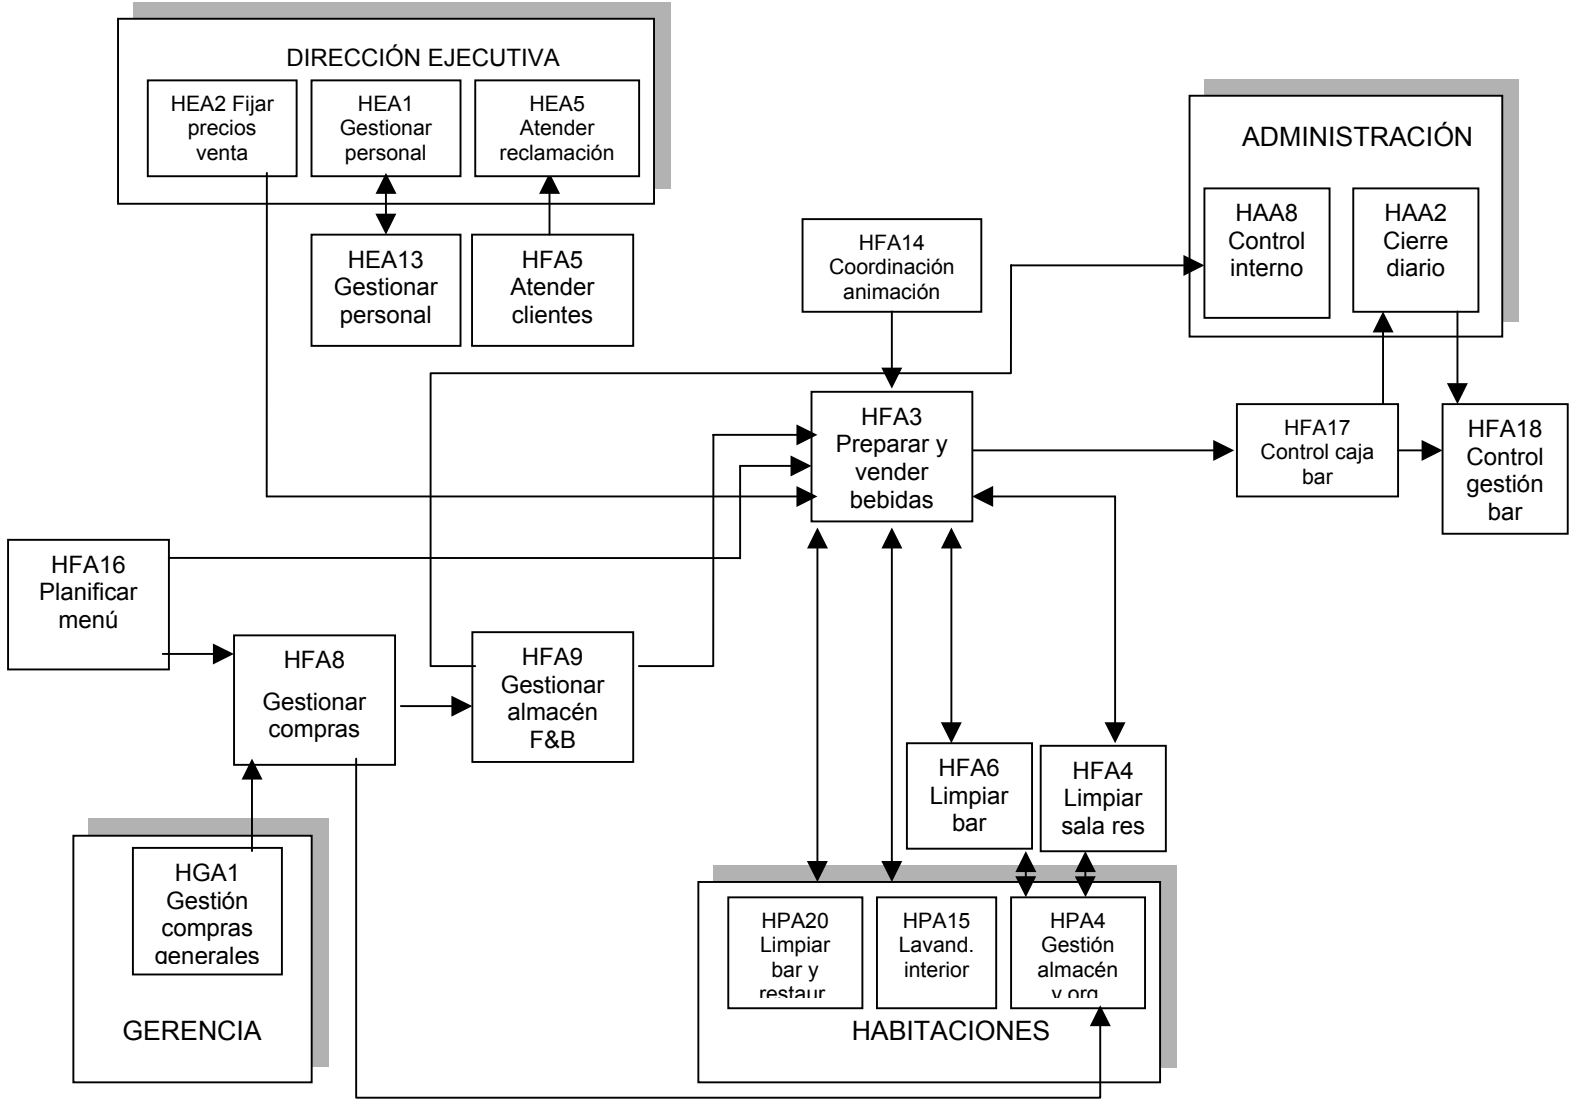 DIRECCIÓN EJECUTIVA
HEA2 Fijar
precios
venta
HEA1
Gestionar
personal
HEA5
Atender
reclamación
HEA13
Gestionar
personal
HFA5
Atender
clientes
HFA14
Coordinación
animación
ADMINISTRACIÓN
HAA8
Control
interno
HAA2
Cierre
diario
HFA3
Preparar y
vender
bebidas
HFA17
Control caja
bar
HFA18
Control
gestión
bar
HFA16
Planificar
menú
HFA8
Gestionar
compras
HFA9
Gestionar
almacén
F&B
HFA6
Limpiar
bar
HFA4
Limpiar
sala res
HGA1
Gestión
compras
generales
GERENCIA
HPA20
Limpiar
bar y
restaur
HPA15
Lavand.
interior
HPA4
Gestión
almacén
y org
HABITACIONES